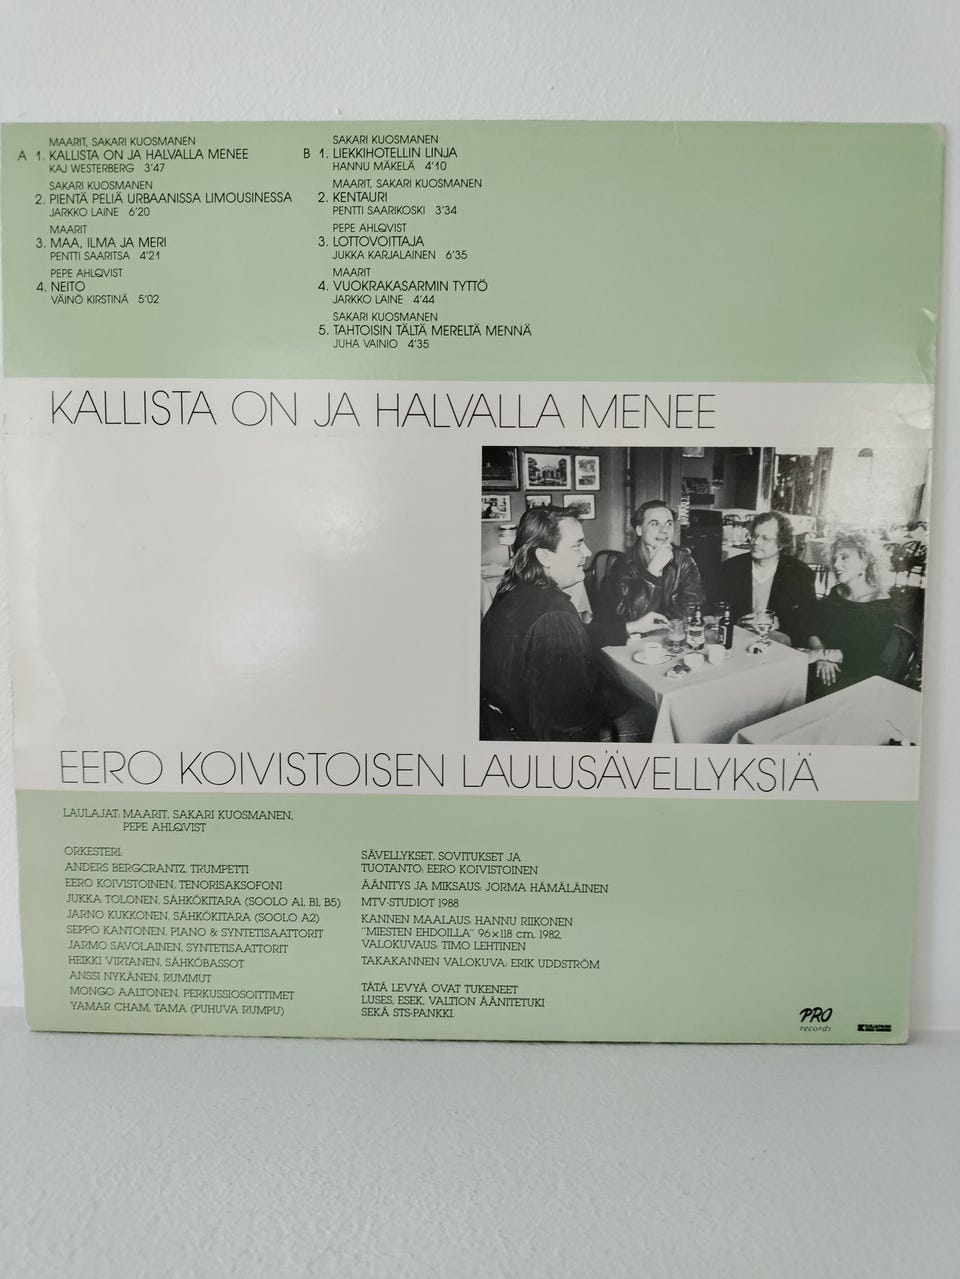 MAARIT, SAKARI KUOSMANEN
A 1. KALLISTA ON JA HALVALLA MENEE
KAJ WESTERBERG 3'47
SAKARI KUOSMANEN
2. PIENTÄ PELIÄ URBAANISSA LIMOUSINESSA
JARKKO LAINE 6'20
MAARIT
3. MAA, ILMA JA MERI
PENTTI SAARITSA 4'21
PEPE AHLQVIST
4. NEITO
VÄINÖ KIRSTINÄ 5'02
SAKARI KUOSMANEN
B 1. LIEKKIHOTELLIN LINJA
HANNU MÄKELÄ 4'10
MAARIT, SAKARI KUOSMANEN
2. KENTAURI
PENTTI SAARIKOSKI 3'34
PEPE AHLQVIST
3. LOTTOVOITTAJA
JUKKA KARJALAINEN 6'35
MAARIT
4. VUOKRAKASARMIN TYTTÖ
JARKKO LAINE 4'44
SAKARI KUOSMANEN
5. TAHTOISIN TÄLTÄ MERELTÄ MENNÄ
JUHA VAINIO 4'35
KALLISTA ON JA HALVALLA MENEE
EERO KOIVISTOISEN LAULUSÄVELLYKSIÄ
LAULAJAT: MAARIT, SAKARI KUOSMANEN,
PEPE AHLQVIST
ORKESTERI:
ANDERS BERGCRANTZ, TRUMPETTI
EERO KOIVISTOINEN, TENORISAKSOFONI
JUKKA TOLONEN, SÄHKÖKITARA (SOOLO A1, B1, B5)
JARNO KUKKONEN, SÄHKÖKITARA (SOOLO A2)
SEPPO KANTONEN, PIANO & SYNTETISAATTORIT
JARMO SAVOLAINEN, SYNTETISAATTORIT
HEIKKI VIRTANEN, SÄHKÖBASSOT
ANSSI NYKÄNEN, RUMMUT
MONGO AALTONEN, PERKUSSIOSOITTIMET
YAMAR CHAM, TAMA (PUHUVA RUMPU)
SÄVELLYKSET, SOVITUKSET JA
TUOTANTO: EERO KOIVISTOINEN
ÄÄNITYS JA MIKSAUS: JORMA HÄMÄLÄINEN
MTV-STUDIOT 1988
KANNEN MAALAUS: HANNU RIIKONEN
"MIESTEN EHDOILLA" 96x118 cm, 1982,
VALOKUVAUS: TIMO LEHTINEN
TAKAKANNEN VALOKUVA: ERIK UDDSTRÖM
TÄTÄ LEVYÄ OVAT TUKENEET
LUSES, ESEK, VALTION ÄÄNITETUKI
SEKÄ STS-PANKKI.
PRO
records